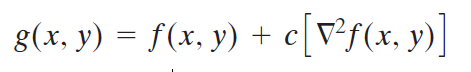 g(x, y) = f(x, y) + c[∇²f(x, y)]